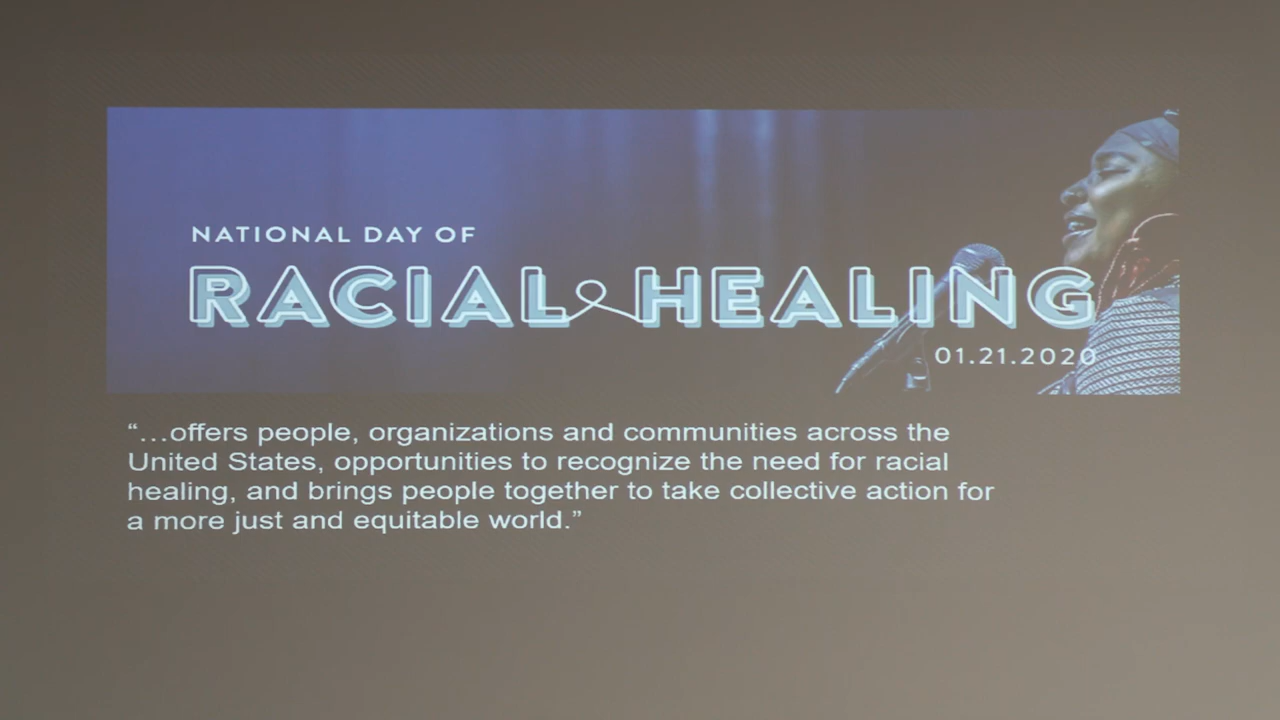 NATIONAL DAY OF
RACIAL HEALING
01.21.2020
“…offers people, organizations and communities across the
United States, opportunities to recognize the need for racial
healing, and brings people together to take collective action for
a more just and equitable world.”